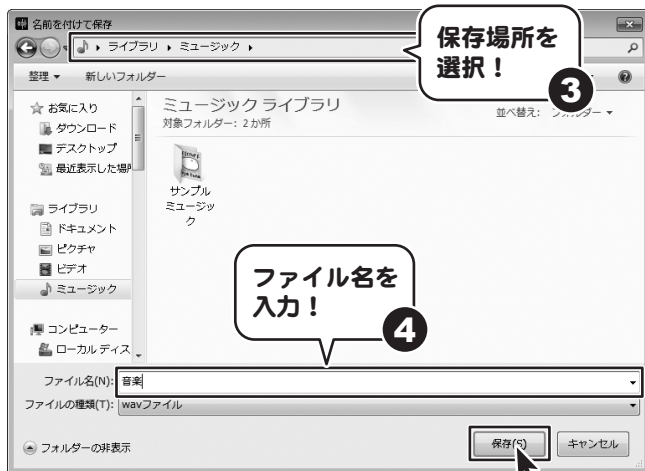 名前を付けて保存
ライブラリ ▸ ミュージック ▸
保存場所を
選択！
3
整理 ▼ 新しいフォルダー
お気に入り
ダウンロード
デスクトップ
最近表示した場所
ミュージック ライブラリ
対象フォルダー: 2か所
並べ替え: フォルダー ▼
サンプル
ミュージッ
ク
ライブラリ
ドキュメント
ピクチャ
ビデオ
ミュージック
コンピューター
ローカル ディス
ファイル名を
入力！
4
ファイル名(N): 音楽
ファイルの種類(T): wavファイル
フォルダーの非表示
保存(S)
キャンセル